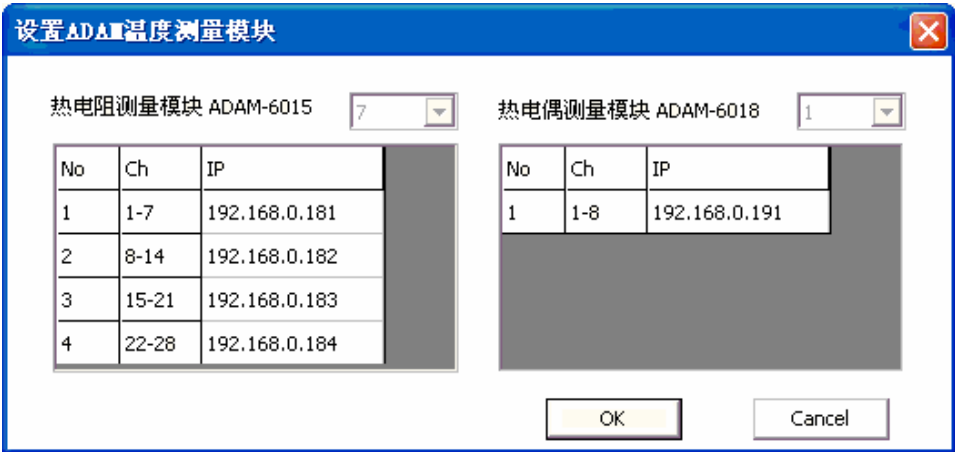 设置ADAM温度测量模块
热电阻测量模块 ADAM-6015 7
No Ch IP
1 1-7 192.168.0.181
2 8-14 192.168.0.182
3 15-21 192.168.0.183
4 22-28 192.168.0.184
热电偶测量模块 ADAM-6018 1
No Ch IP
1 1-8 192.168.0.191
OK Cancel